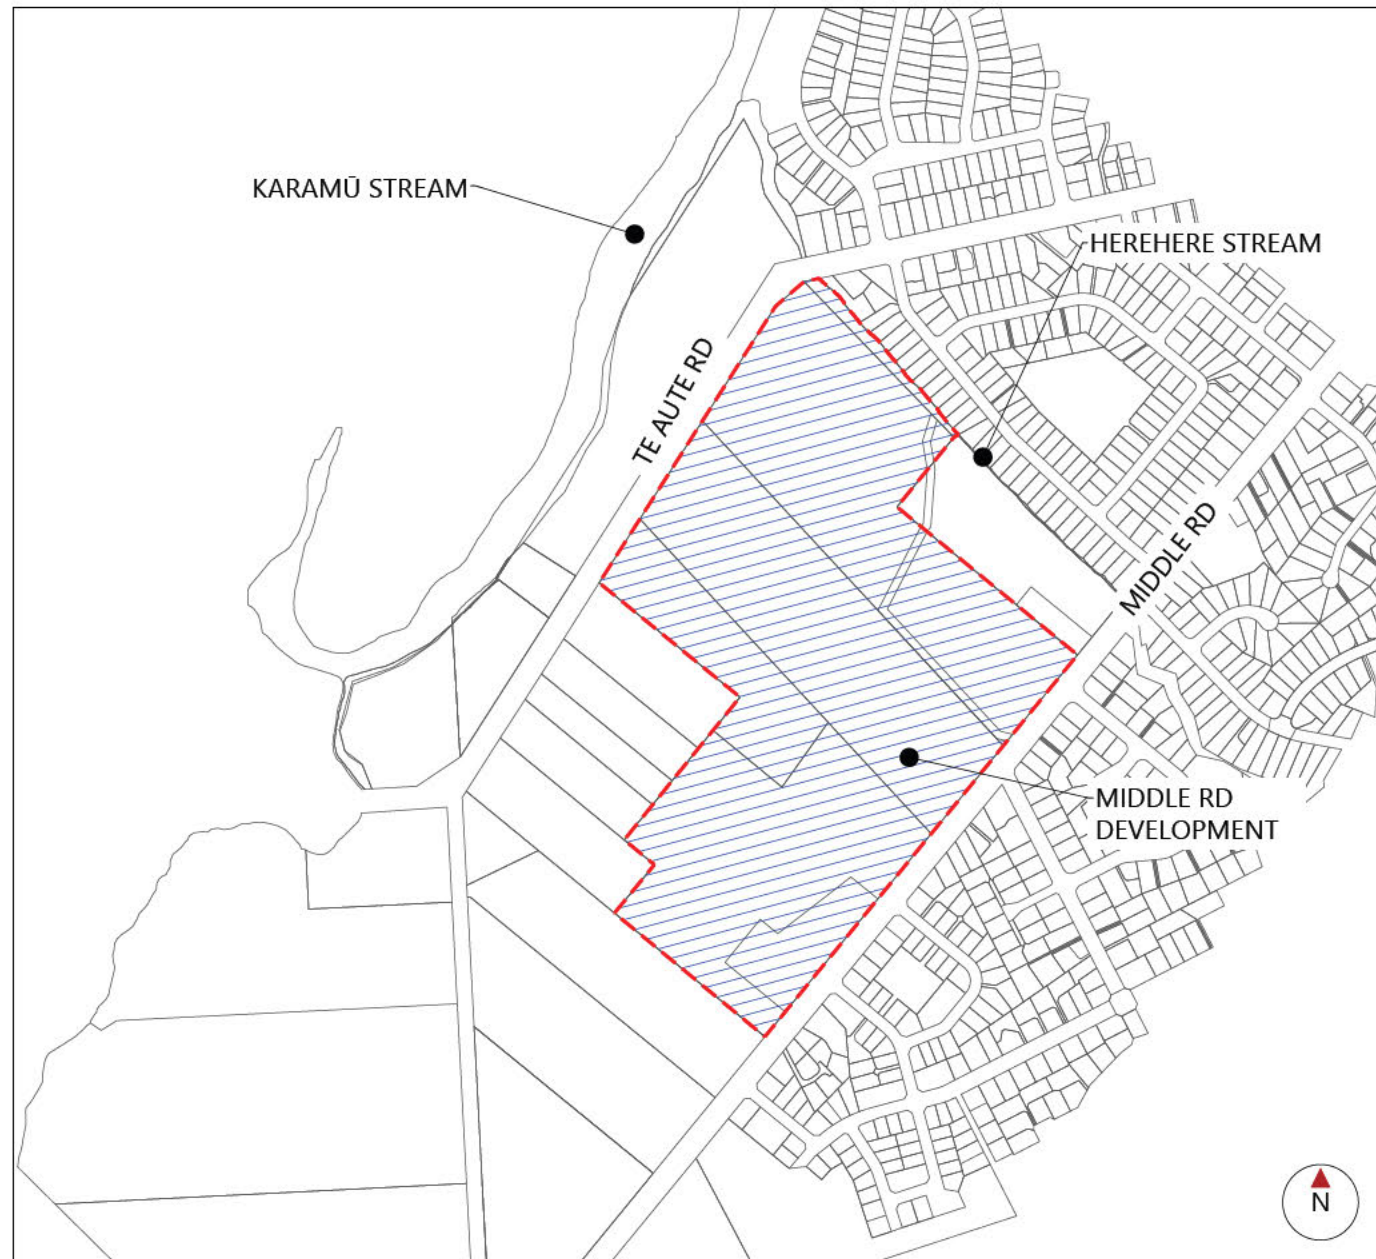 KARAMŪ STREAM
HEREHERE STREAM
TE AUTE RD
MIDDLE RD
MIDDLE RD
DEVELOPMENT
N